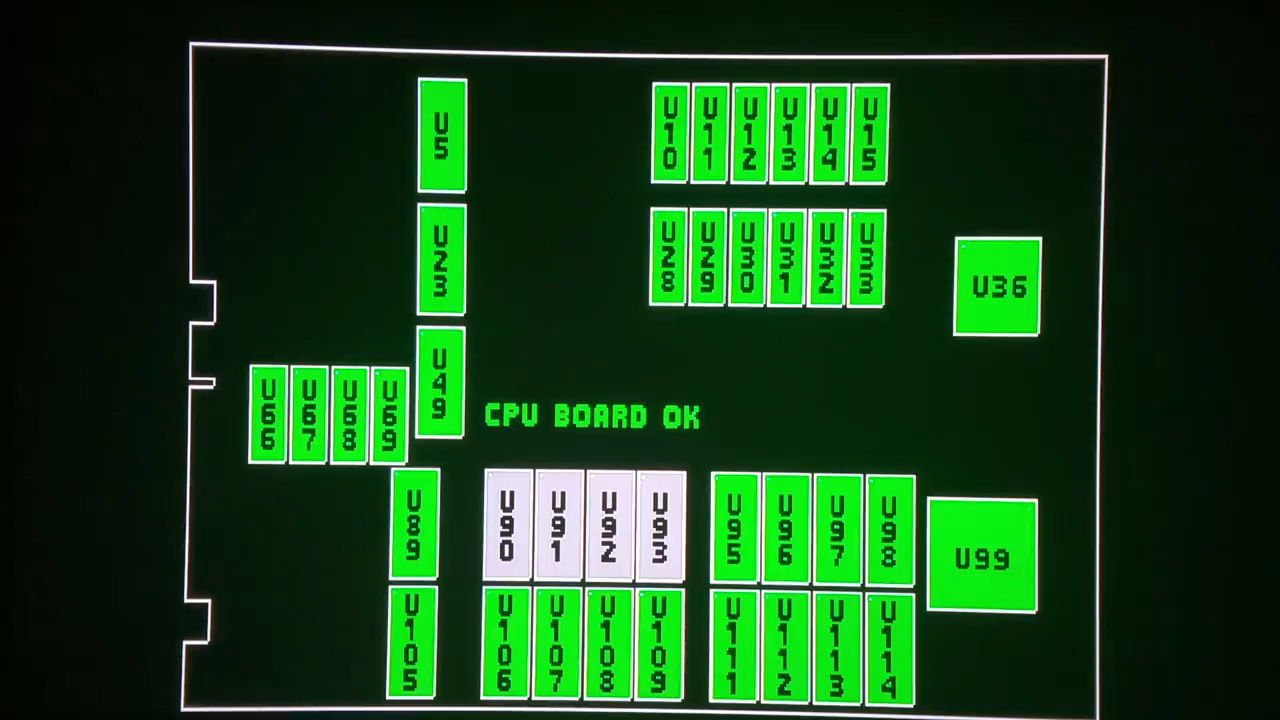 U5
U10 U11 U12 U13 U14 U15
U23
U28 U29 U30 U31 U32 U33
U36
U49
U66 U67 U68 U69
CPU BOARD OK
U89
U90 U91 U92 U93
U95 U96 U97 U98
U99
U105
U106 U107 U108 U109
U111 U112 U113 U114